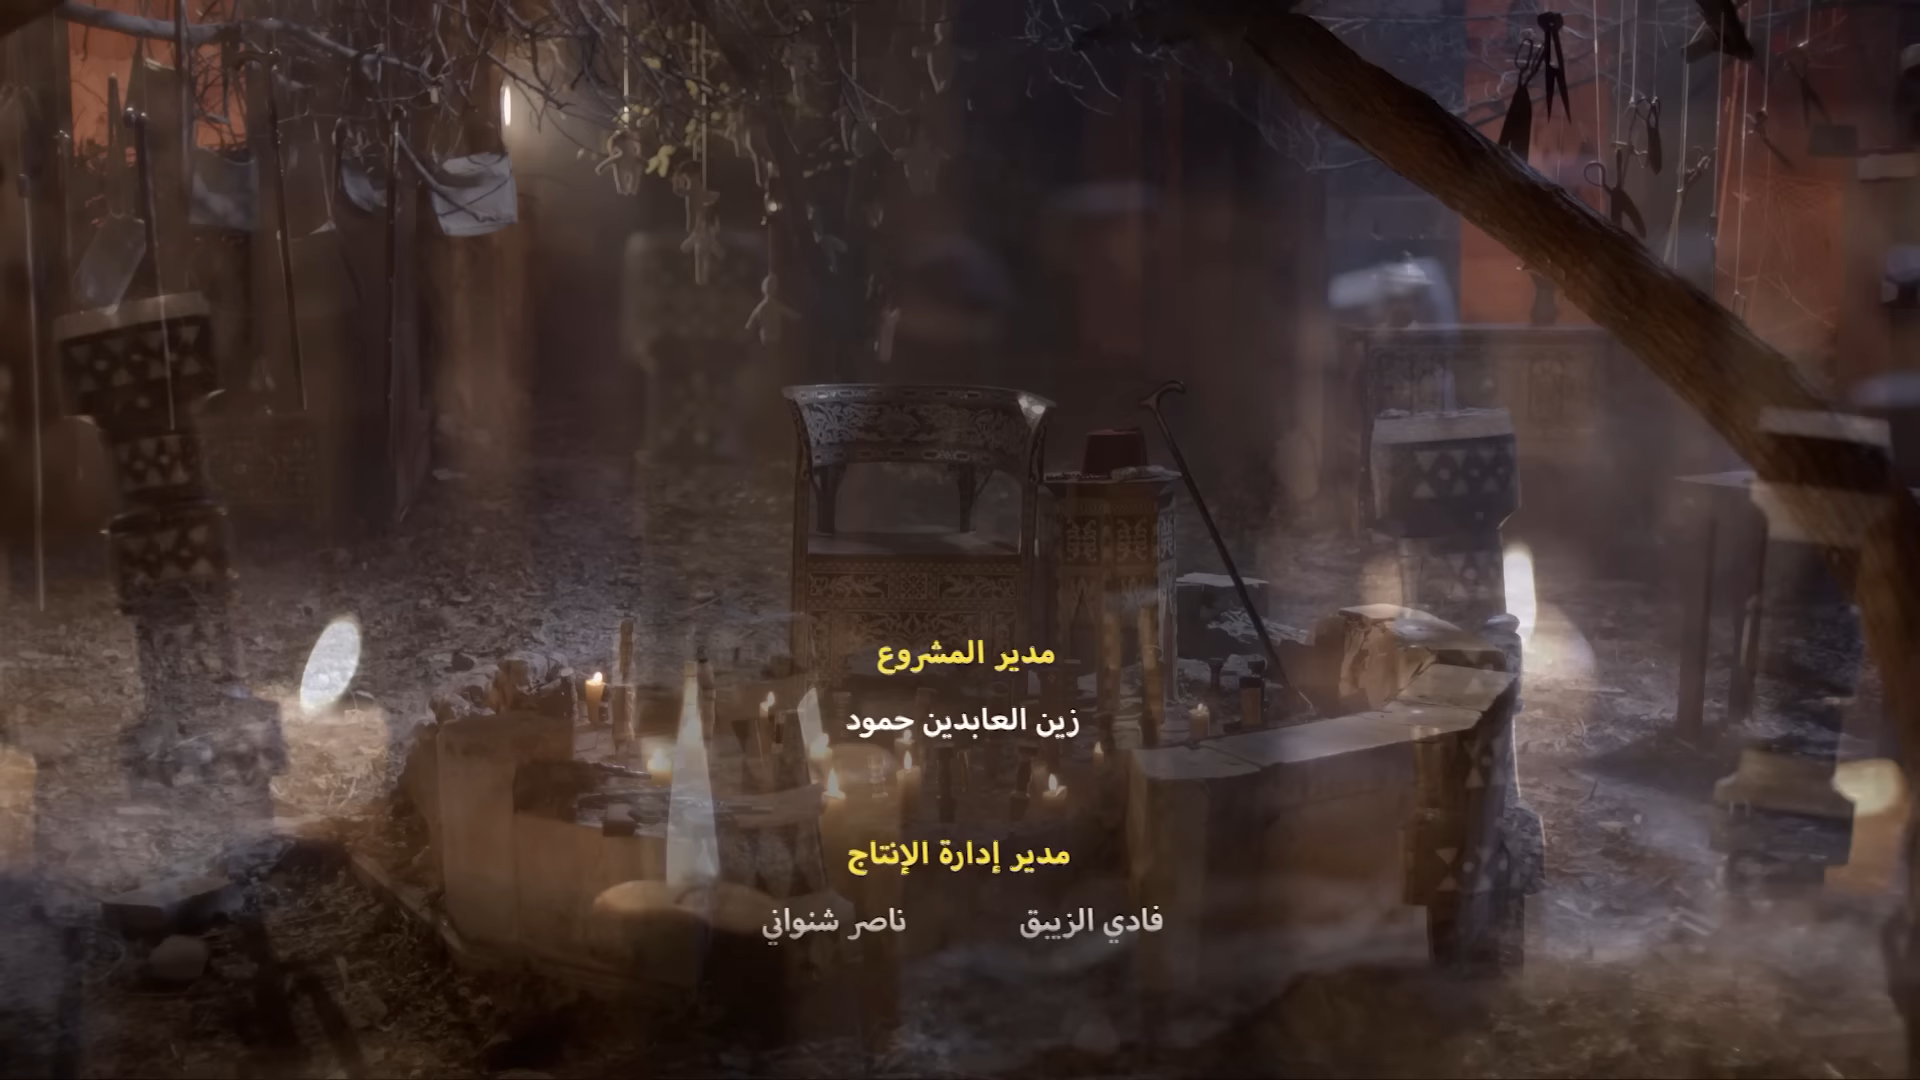 مدير المشروع
زين العابدين حمود
مدير إدارة الإنتاج
فادي الزيبق ناصر شنواني